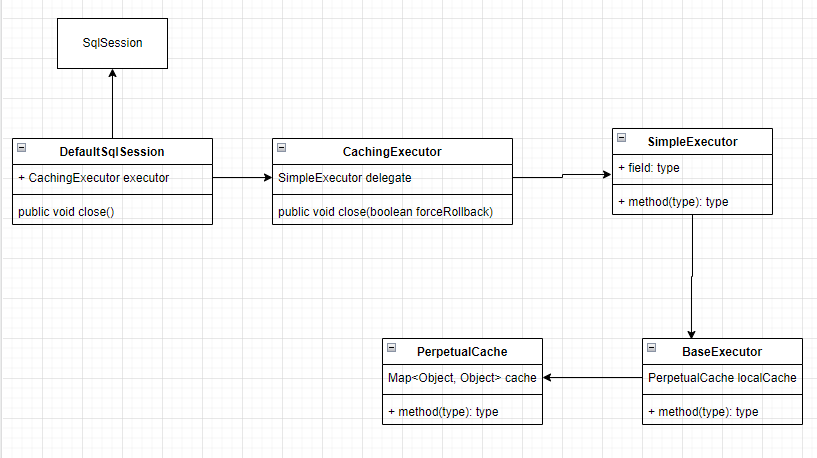 SqlSession
DefaultSqlSession
+ CachingExecutor executor
public void close()
CachingExecutor
SimpleExecutor delegate
public void close(boolean forceRollback)
SimpleExecutor
+ field: type
+ method(type): type
PerpetualCache
Map<Object, Object> cache
+ method(type): type
BaseExecutor
PerpetualCache localCache
+ method(type): type